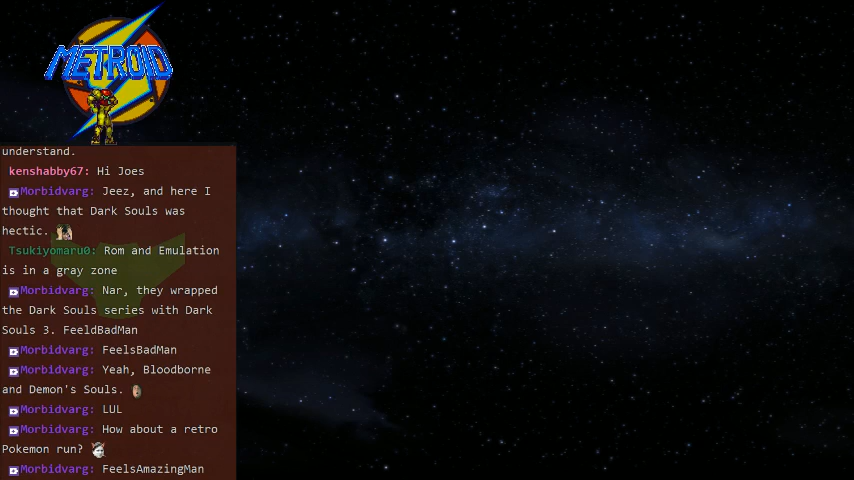 METROID
understand.
kenshabby67: Hi Joes
Morbidvarg: Jeez, and here I
thought that Dark Souls was
hectic.
Tsukiyomaru0: Rom and Emulation
is in a gray zone
Morbidvarg: Nar, they wrapped
the Dark Souls series with Dark
Souls 3. FeeldBadMan
Morbidvarg: FeelsBadMan
Morbidvarg: Yeah, Bloodborne
and Demon's Souls.
Morbidvarg: LUL
Morbidvarg: How about a retro
Pokemon run?
Morbidvarg: FeelsAmazingMan